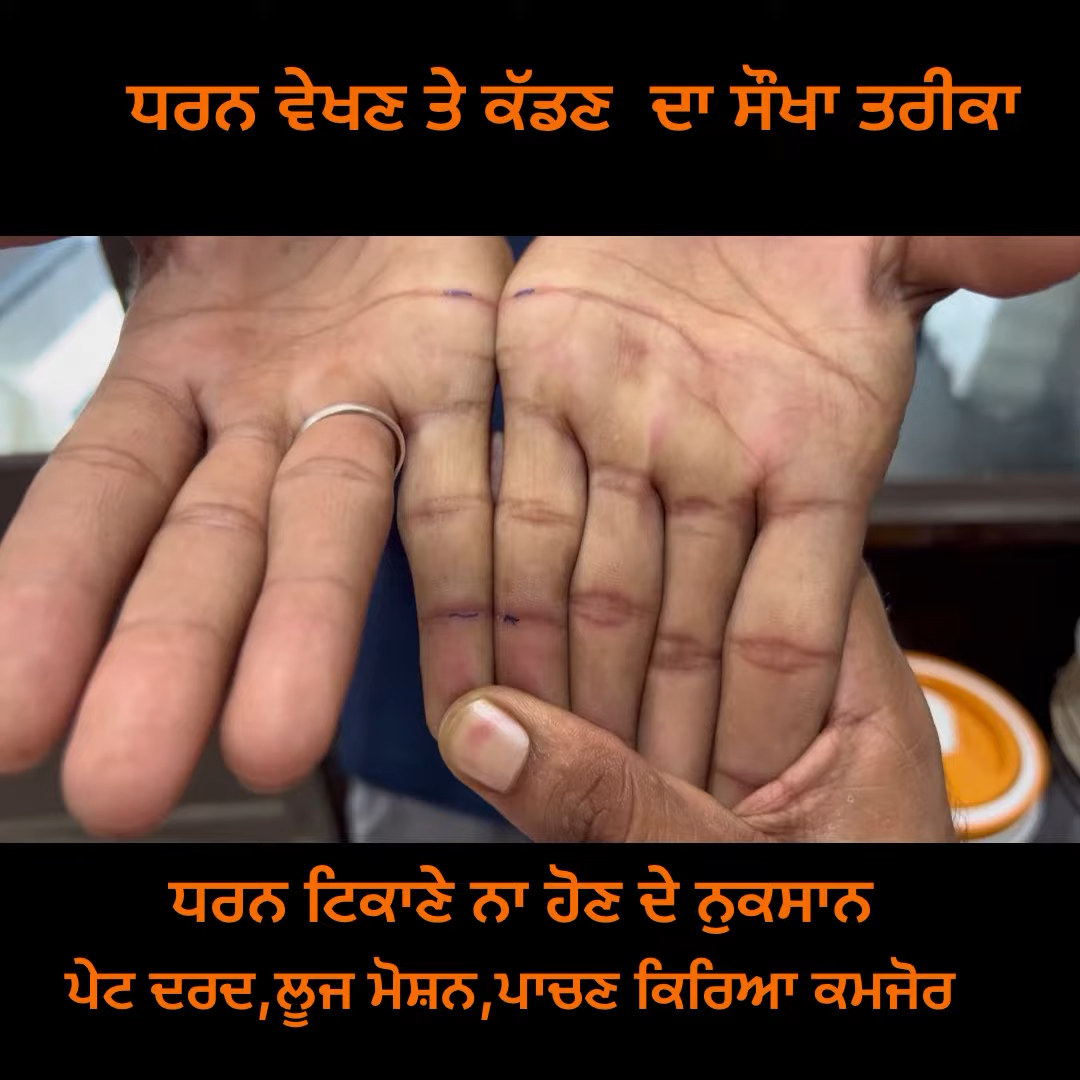 ਧਰਨ ਵੇਖਣ ਤੇ ਕੱਡਣ ਦਾ ਸੌਖਾ ਤਰੀਕਾ
ਧਰਨ ਟਿਕਾਣੇ ਨਾ ਹੋਣ ਦੇ ਨੁਕਸਾਨ
ਪੇਟ ਦਰਦ,ਲੂਜ ਮੋਸ਼ਨ,ਪਾਚਣ ਕਿਰਿਆ ਕਮਜੋਰ